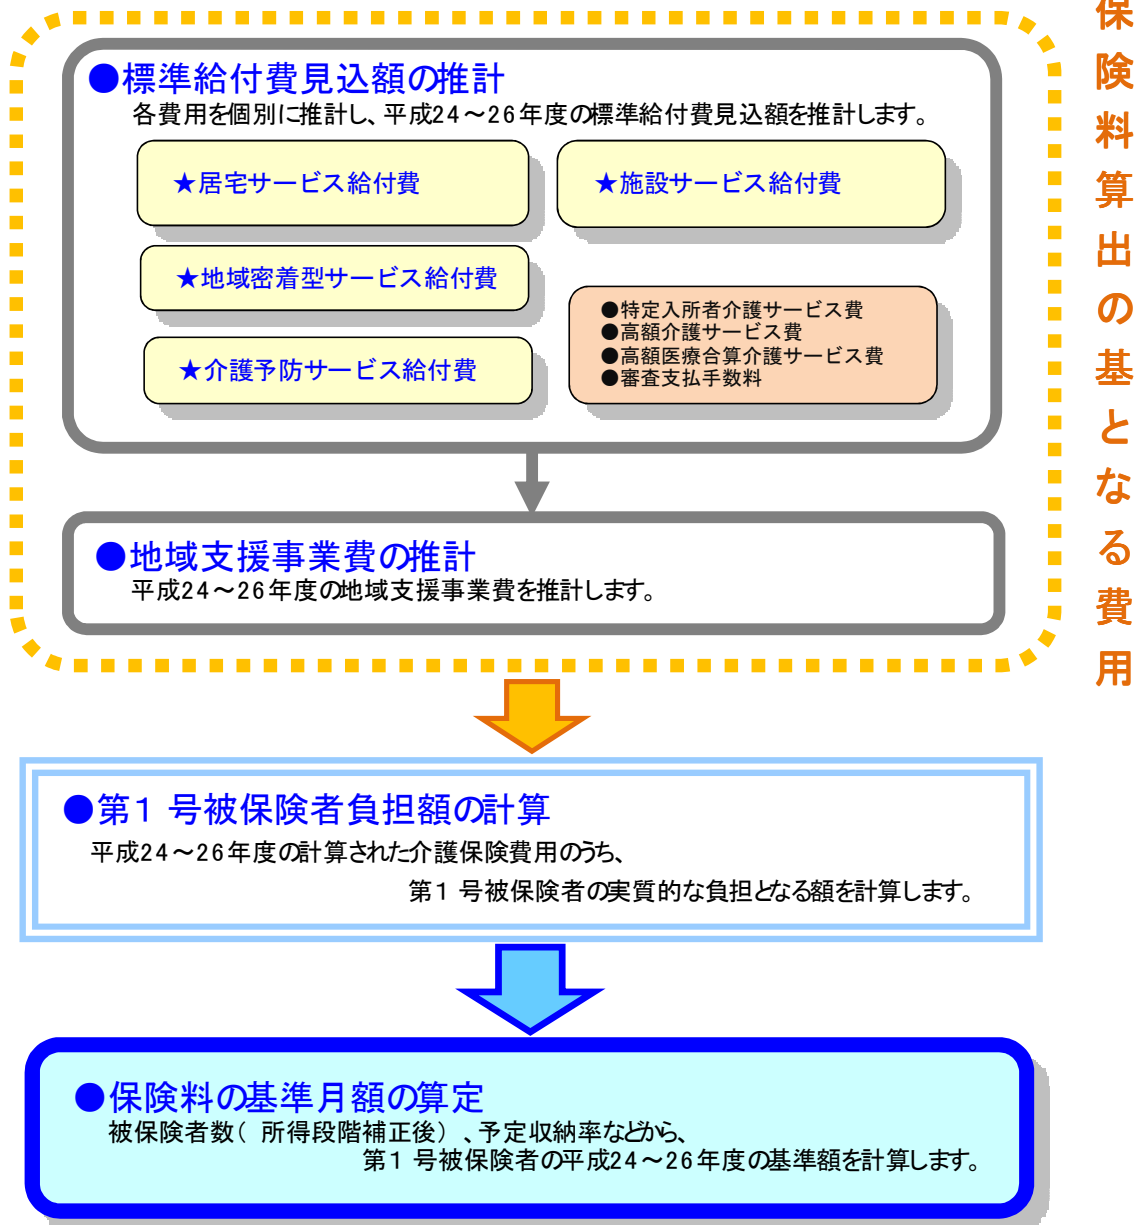 保険料算出の基となる費用
●標準給付費見込額の推計
各費用を個別に推計し、平成24～26年度の標準給付費見込額を推計します。
★居宅サービス給付費
★施設サービス給付費
★地域密着型サービス給付費
★介護予防サービス給付費
●特定入所者介護サービス費
●高額介護サービス費
●高額医療合算介護サービス費
●審査支払手数料
●地域支援事業費の推計
平成24～26年度の地域支援事業費を推計します。
●第1号被保険者負担額の計算
平成24～26年度の計算された介護保険費用のうち、
第1号被保険者の実質的な負担となる額を計算します。
●保険料の基準月額の算定
被保険者数(所得段階補正後)、予定収納率などから、
第1号被保険者の平成24～26年度の基準額を計算します。